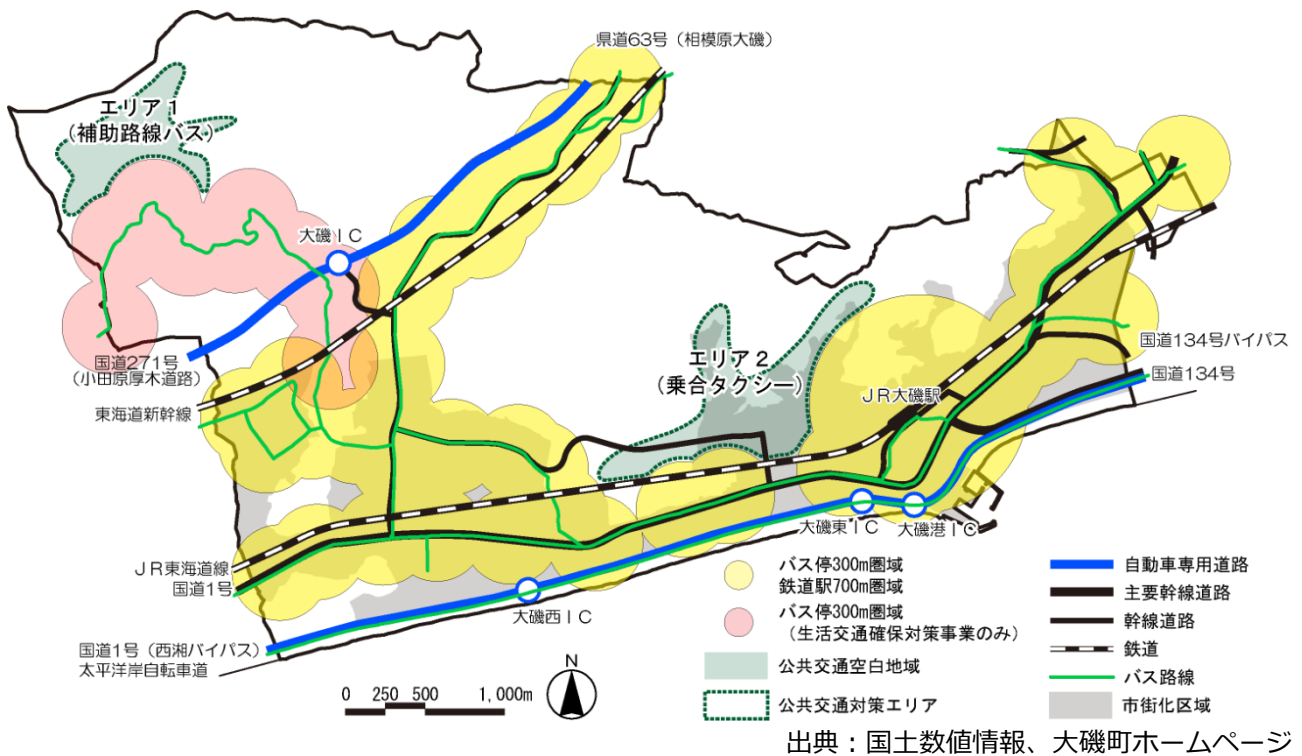 県道63号（相模原大磯）
エリア１
（補助路線バス）
大磯ＩＣ
国道271号
（小田原厚木道路）
東海道新幹線
エリア２
（乗合タクシー）
国道134号バイパス
国道134号
ＪＲ大磯駅
大磯東ＩＣ
大磯港ＩＣ
ＪＲ東海道線
国道1号
大磯西ＩＣ
国道1号（西湘バイパス）
太平洋岸自転車道
0 250 500 1,000m
N
バス停300m圏域
鉄道駅700m圏域
バス停300m圏域
（生活交通確保対策事業のみ）
公共交通空白地域
公共交通対策エリア
自動車専用道路
主要幹線道路
幹線道路
鉄道
バス路線
市街化区域
出典：国土数値情報、大磯町ホームページ